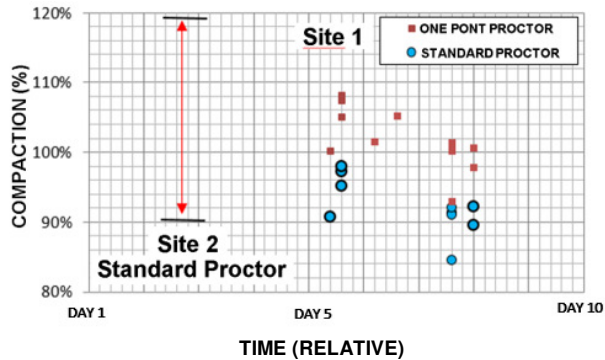 120%
Site 1
ONE PONT PROCTOR
STANDARD PROCTOR
110%
COMPACTION (%)
100%
90%
Site 2
Standard Proctor
80%
DAY 1
DAY 5
DAY 10
TIME (RELATIVE)